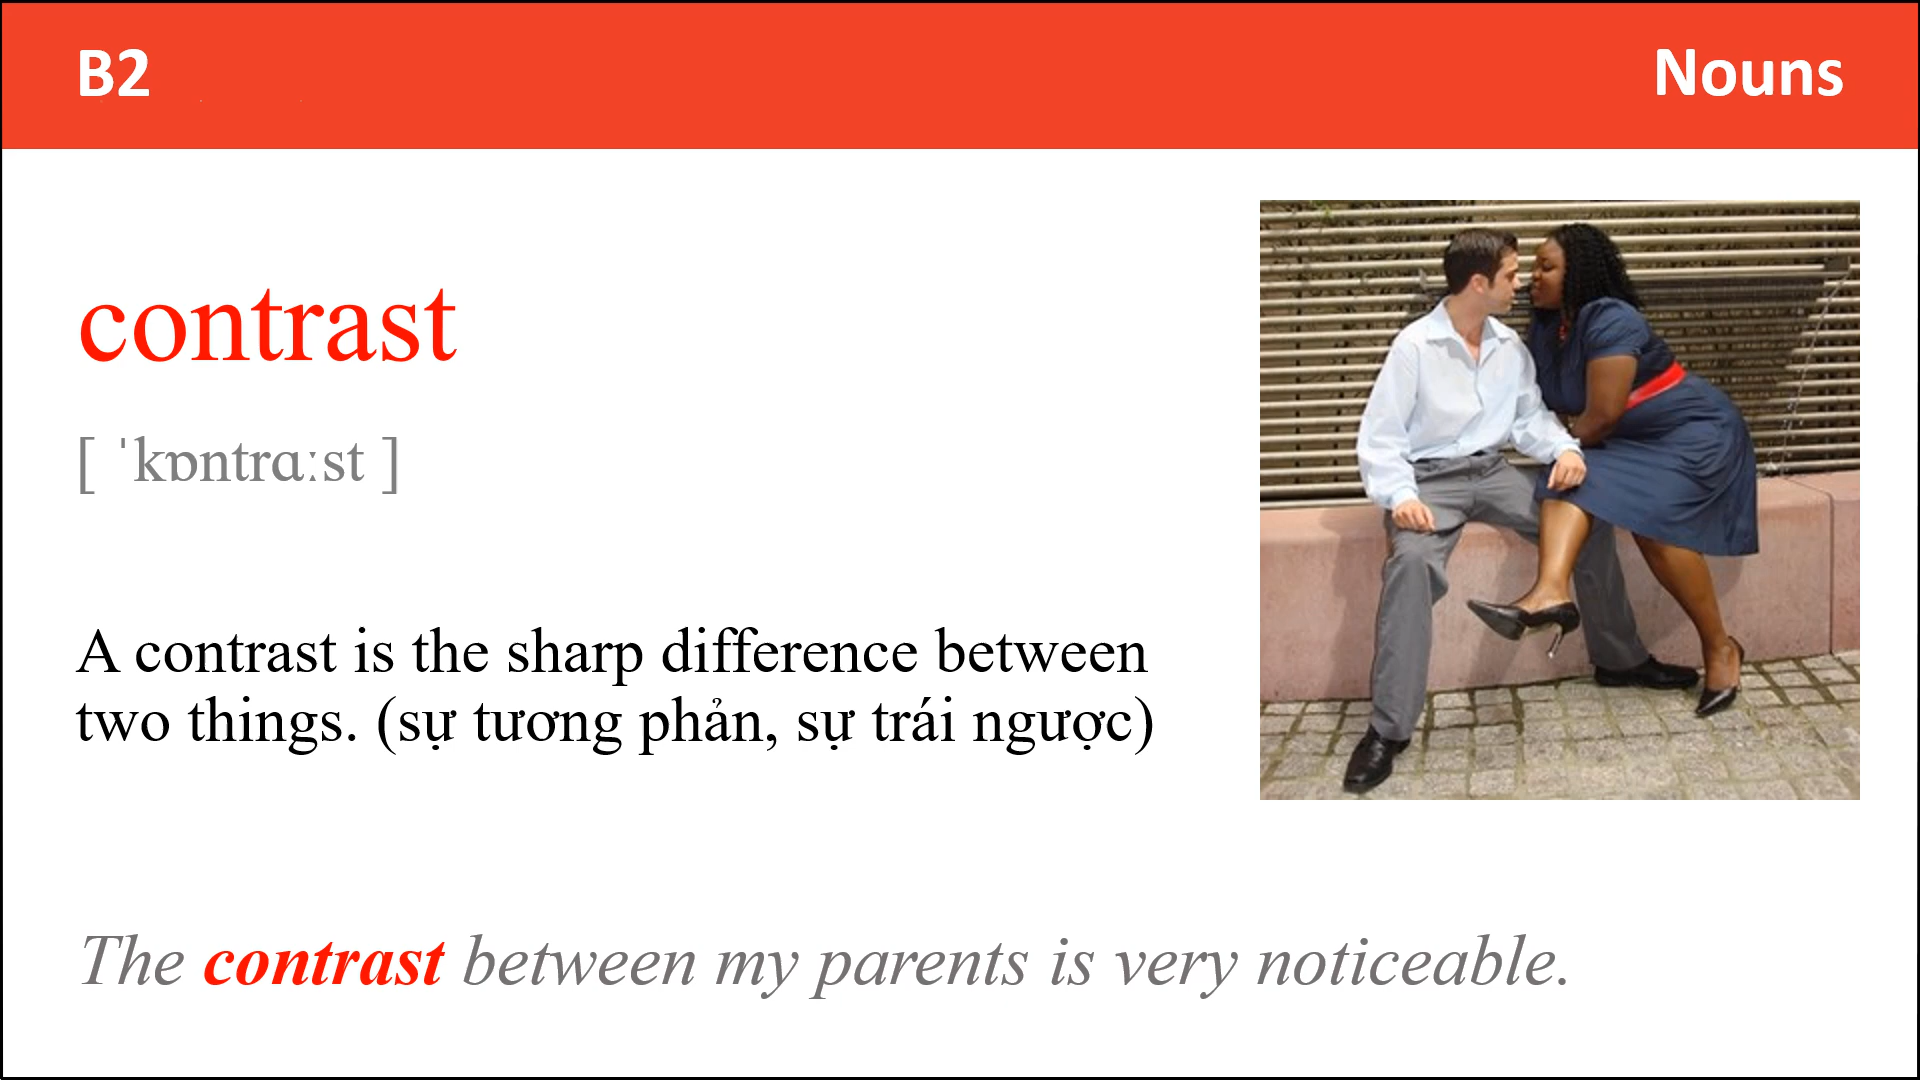 B2
Nouns
contrast
[ ˈkɒntrɑːst ]
A contrast is the sharp difference between
two things. (sự tương phản, sự trái ngược)
The contrast between my parents is very noticeable.